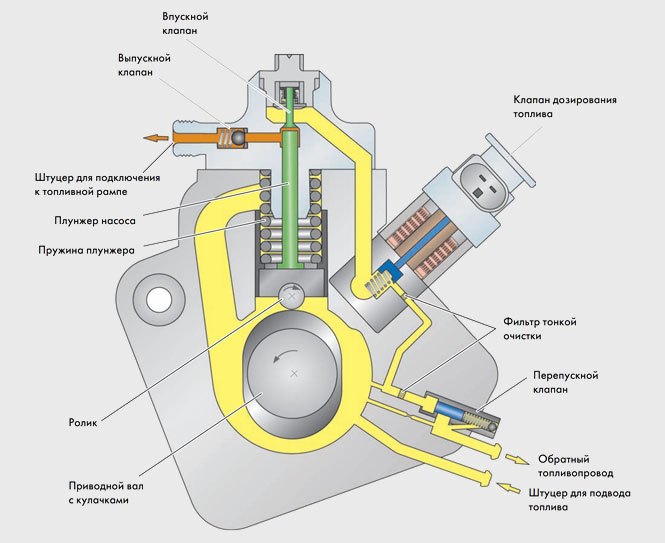 Впускной
клапан
Выпускной
клапан
Клапан дозирования
топлива
Штуцер для подключения
к топливной рампе
Плунжер насоса
Пружина плунжера
Фильтр тонкой
очистки
Перепускной
клапан
Ролик
Обратный
топливопровод
Приводной вал
с кулачками
Штуцер для подвода
топлива